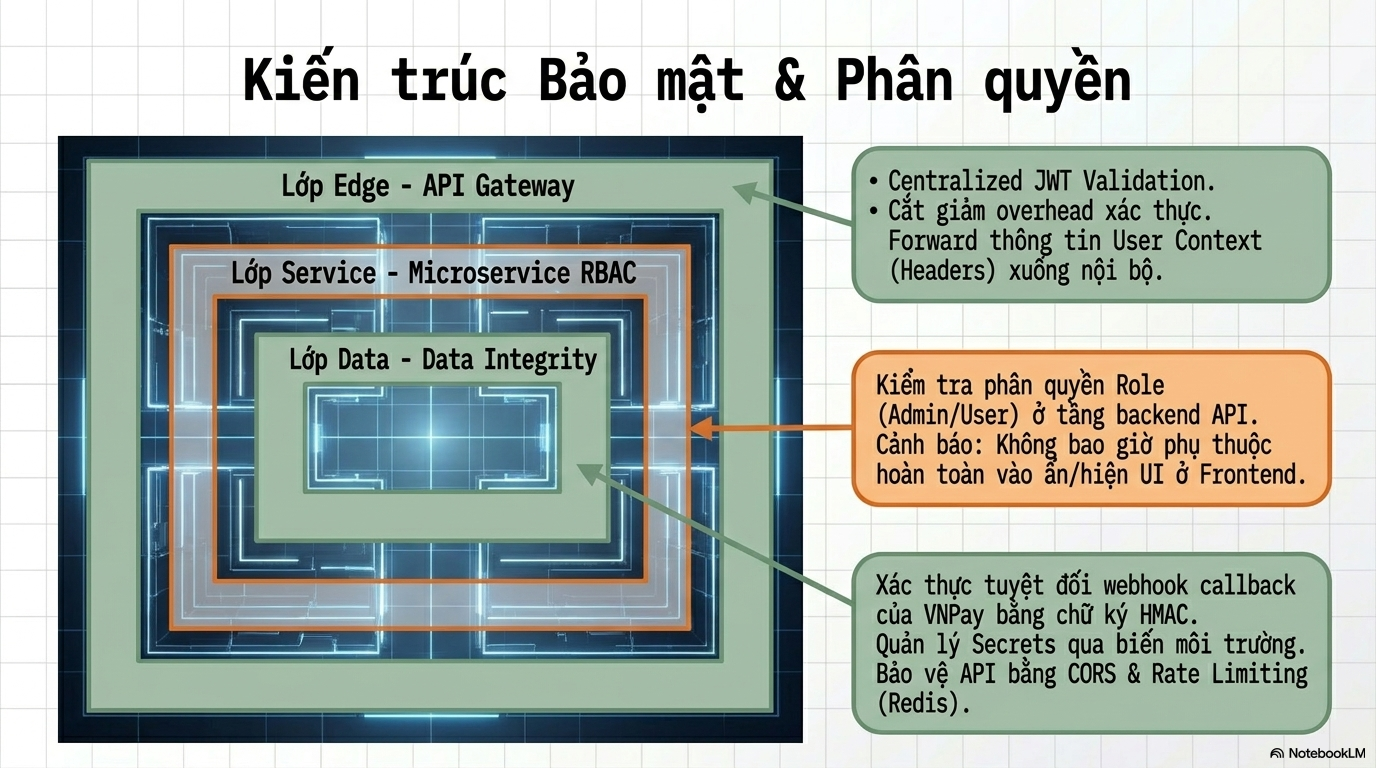 Kiến trúc Bảo mật & Phân quyền
Lớp Edge - API Gateway
Lớp Service - Microservice RBAC
Lớp Data - Data Integrity
• Centralized JWT Validation.
• Cắt giảm overhead xác thực.
Forward thông tin User Context
(Headers) xuống nội bộ.
Kiểm tra phân quyền Role
(Admin/User) ở tầng backend API.
Cảnh báo: Không bao giờ phụ thuộc
hoàn toàn vào ẩn/hiện UI ở Frontend.
Xác thực tuyệt đối webhook callback
của VNPay bằng chữ ký HMAC.
Quản lý Secrets qua biến môi trường.
Bảo vệ API bằng CORS & Rate Limiting
(Redis).
NotebookLM